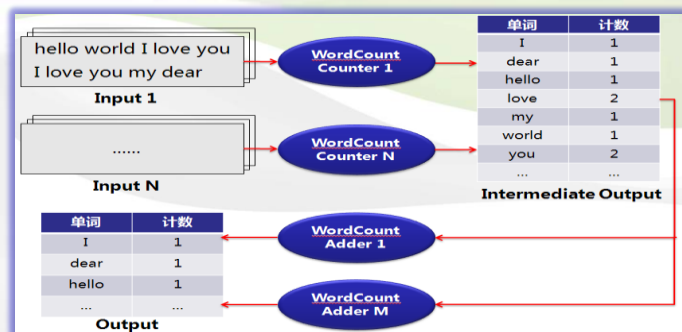 hello world I love you
I love you my dear
Input 1
WordCount
Counter 1
单词 计数
I 1
dear 1
hello 1
love 2
my 1
world 1
you 2
... ...
Intermediate Output
......
Input N
WordCount
Counter N
单词 计数
I 1
dear 1
hello 1
... ...
Output
WordCount
Adder 1
WordCount
Adder M